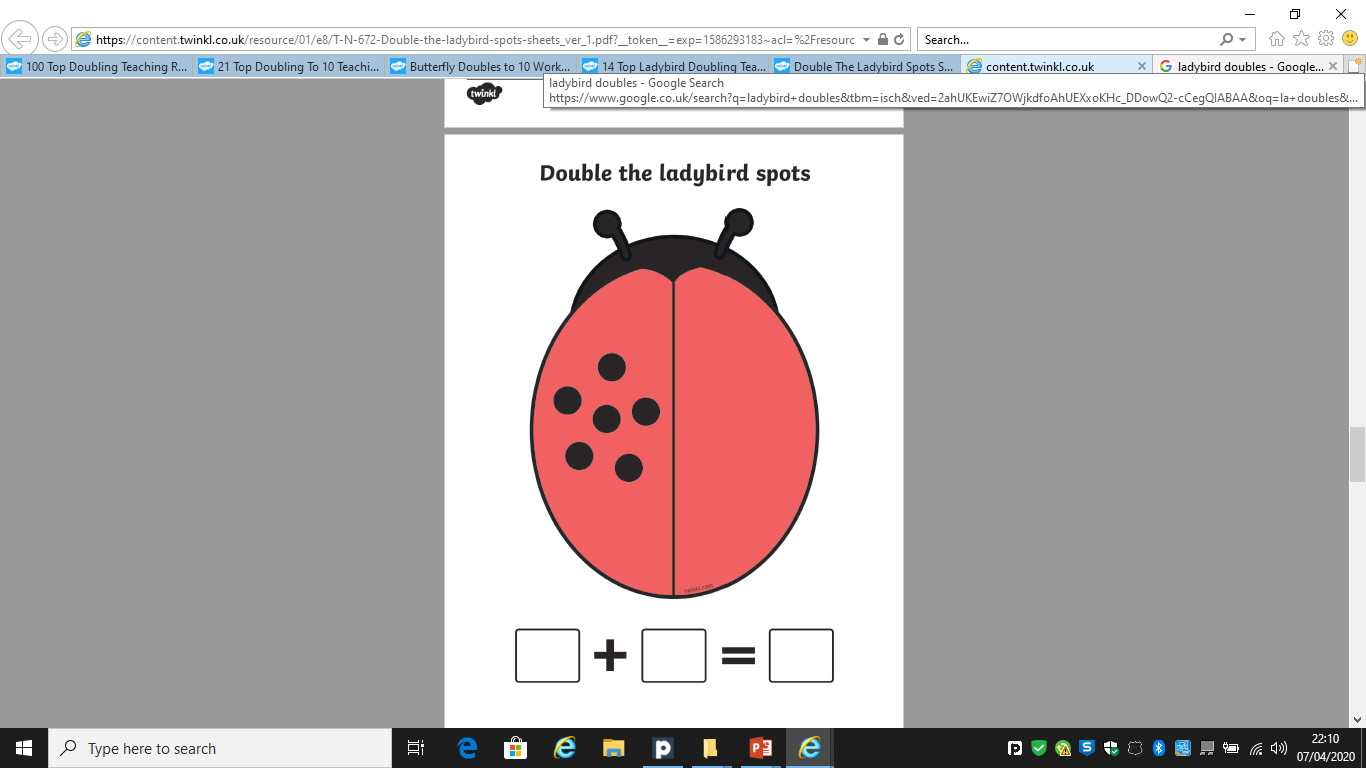 https://content.twinkl.co.uk/resource/01/e8/T-N-672-Double-the-ladybird-spots-sheets_ver_1.pdf?__token__=exp=1586293183~acl=%2Fresourc
Search...
100 Top Doubling Teaching R...
21 Top Doubling To 10 Teachi...
Butterfly Doubles to 10 Work...
14 Top Ladybird Doubling Tea...
Double The Ladybird Spots S...
content.twinkl.co.uk
ladybird doubles - Google...
ladybird doubles - Google Search
https://www.google.co.uk/search?q=ladybird+doubles&tbm=isch&ved=2ahUKEwiZ7OWjkdfoAhUEXxoKHc_DDowQ2-cCegQIABAA&oq=la+doubles&...
twinkl
Double the ladybird spots
twinkl.com
+ =
Type here to search
22:10
07/04/2020